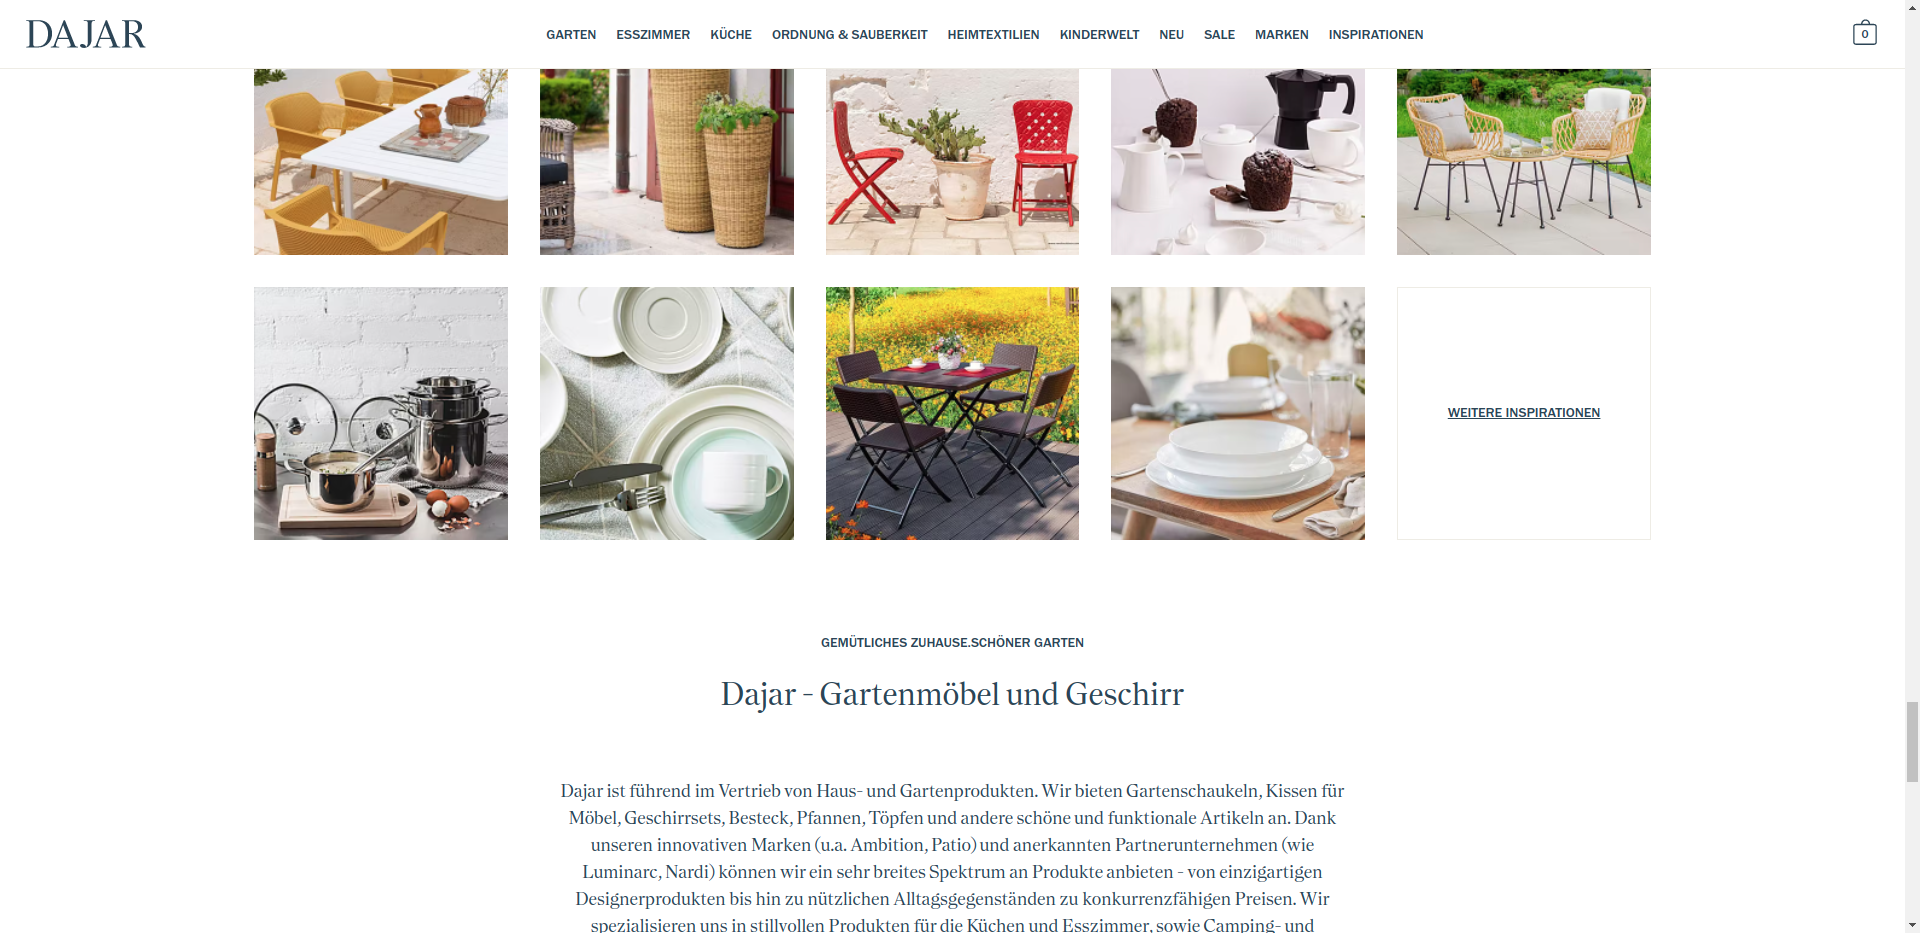 DAJAR
GARTEN ESSZIMMER KÜCHE ORDNUNG & SAUBERKEIT HEIMTEXTILIEN KINDERWELT NEU SALE MARKEN INSPIRATIONEN
0
WEITERE INSPIRATIONEN
GEMÜTLICHES ZUHAUSE.SCHÖNER GARTEN
Dajar - Gartenmöbel und Geschirr
Dajar ist führend im Vertrieb von Haus- und Gartenprodukten. Wir bieten Gartenschaukeln, Kissen für
Möbel, Geschirrsets, Besteck, Pfannen, Töpfen und andere schöne und funktionale Artikeln an. Dank
unseren innovativen Marken (u.a. Ambition, Patio) und anerkannten Partnerunternehmen (wie
Luminarc, Nardi) können wir ein sehr breites Spektrum an Produkte anbieten - von einzigartigen
Designerprodukten bis hin zu nützlichen Alltagsgegenständen zu konkurrenzfähigen Preisen. Wir
spezialisieren uns in stillvollen Produkten für die Küchen und Esszimmer, sowie Camping- und